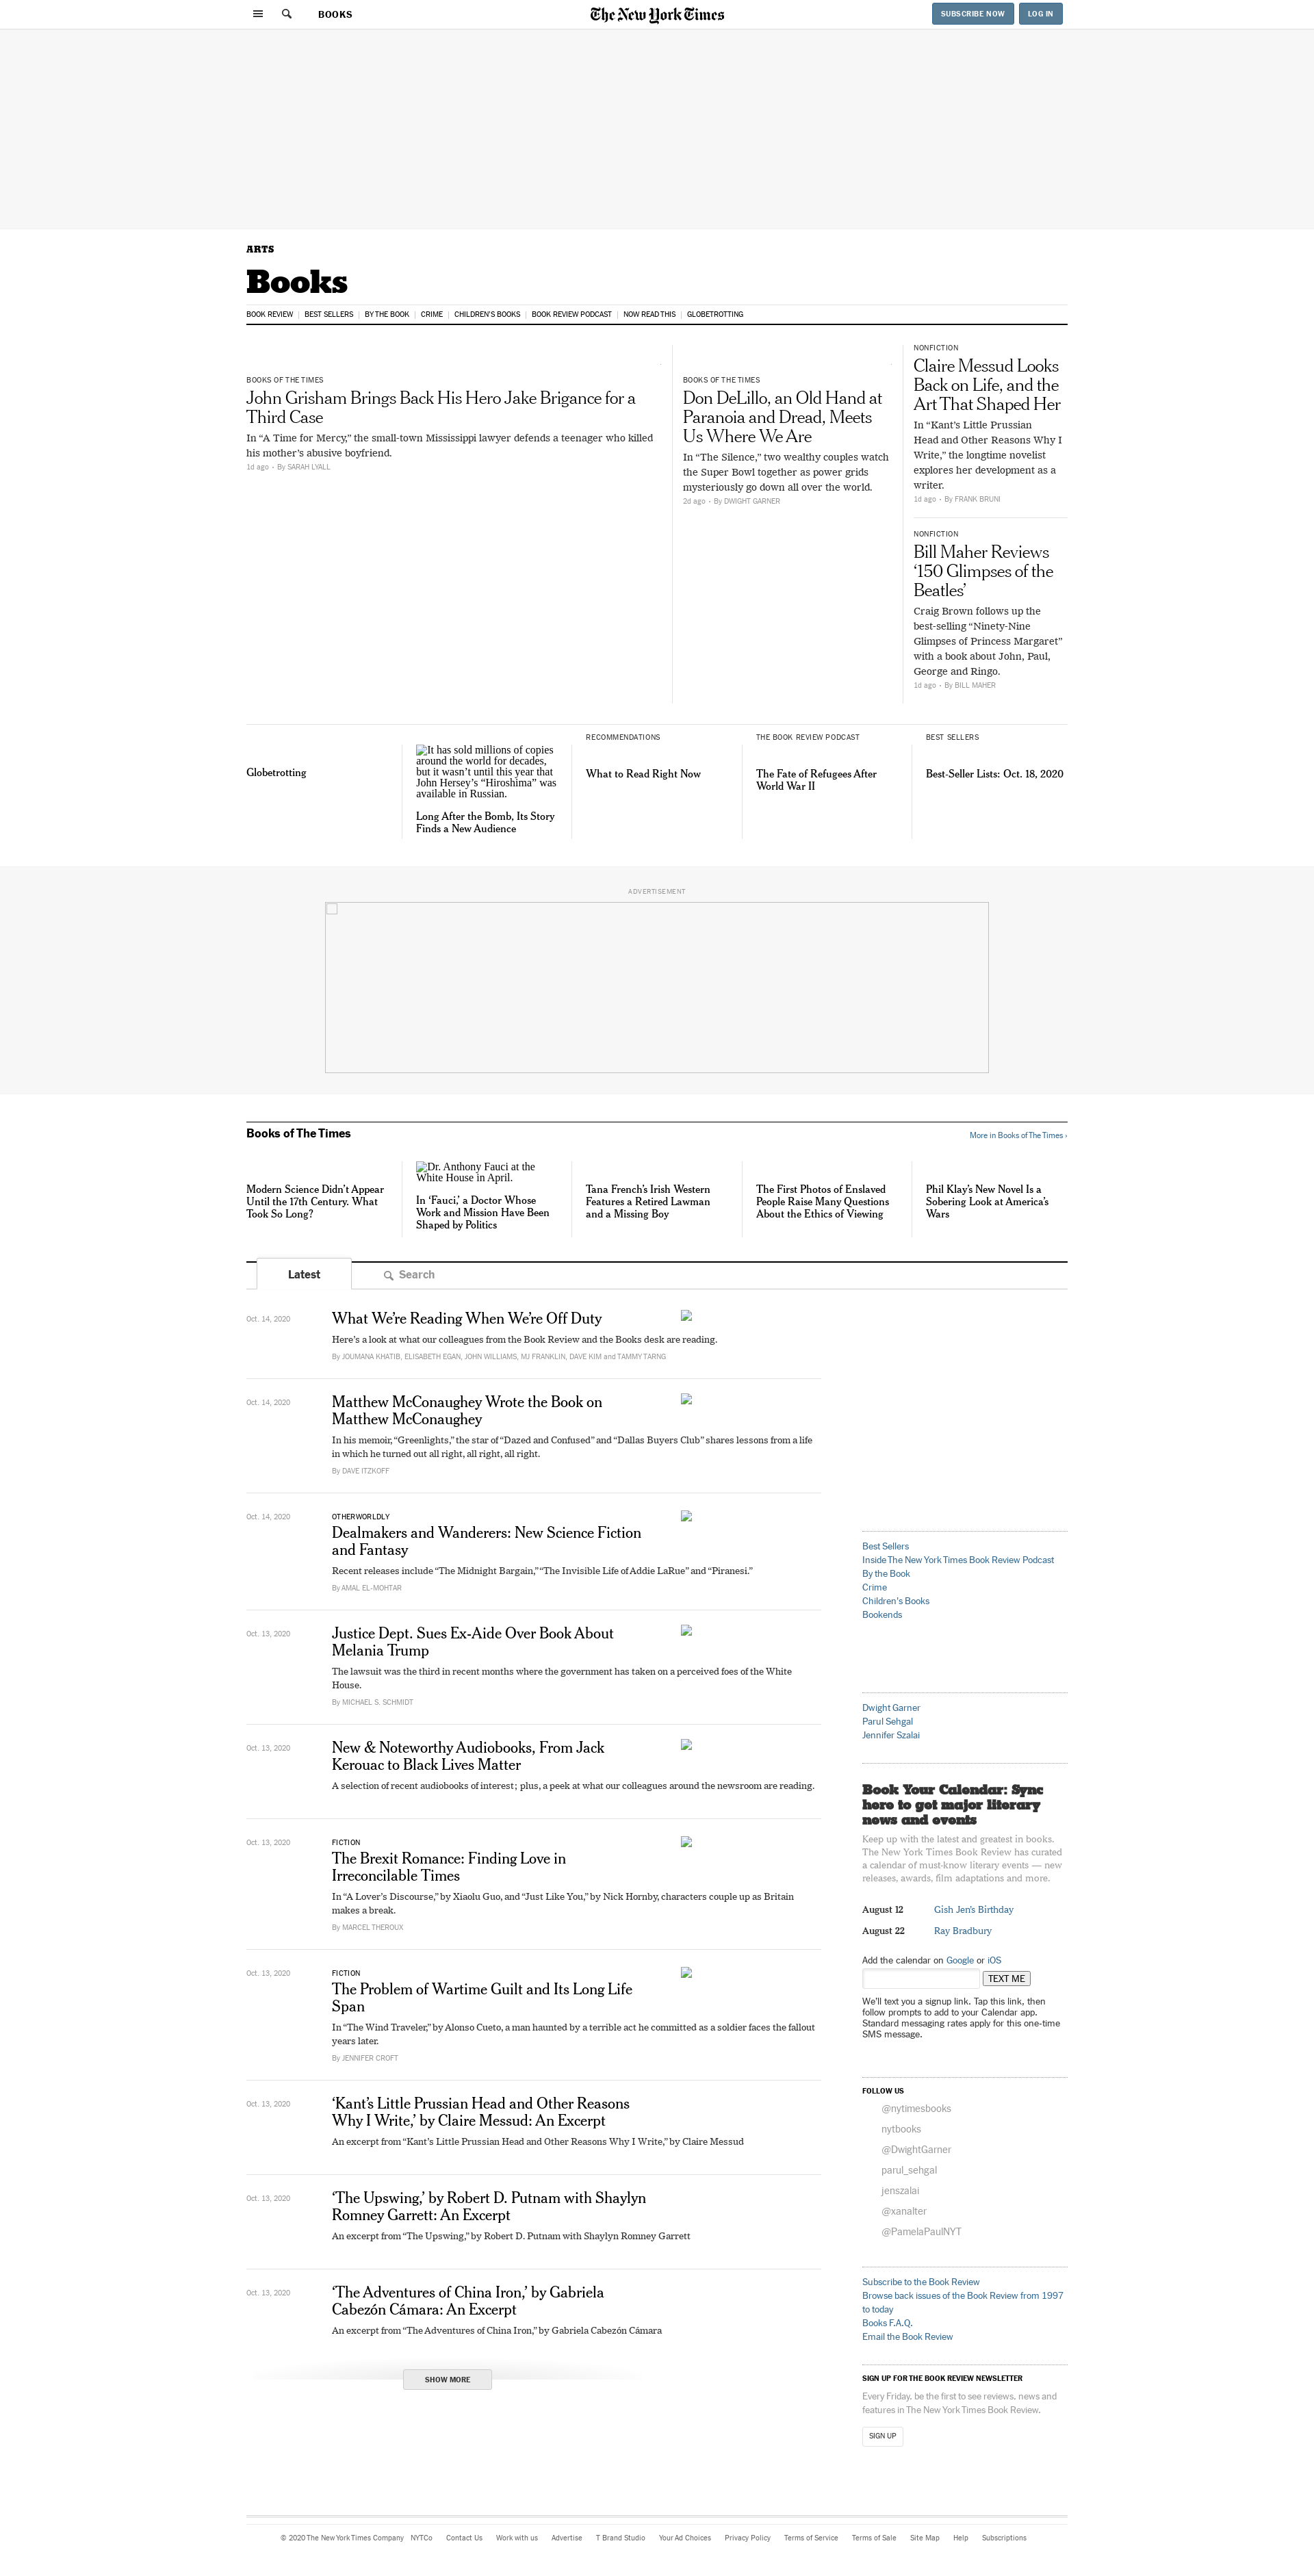 BOOKS
The New York Times
SUBSCRIBE NOW
LOG IN
ARTS
Books
BOOK REVIEW
BEST SELLERS
BY THE BOOK
CRIME
CHILDREN'S BOOKS
BOOK REVIEW PODCAST
NOW READ THIS
GLOBETROTTING
BOOKS OF THE TIMES
John Grisham Brings Back His Hero Jake Brigance for a
Third Case
In “A Time for Mercy,” the small-town Mississippi lawyer defends a teenager who killed
his mother’s abusive boyfriend.
1d ago • By SARAH LYALL
BOOKS OF THE TIMES
Don DeLillo, an Old Hand at
Paranoia and Dread, Meets
Us Where We Are
In “The Silence,” two wealthy couples watch
the Super Bowl together as power grids
mysteriously go down all over the world.
2d ago • By DWIGHT GARNER
NONFICTION
Claire Messud Looks
Back on Life, and the
Art That Shaped Her
In “Kant’s Little Prussian
Head and Other Reasons Why I
Write,” the longtime novelist
explores her development as a
writer.
1d ago • By FRANK BRUNI
NONFICTION
Bill Maher Reviews
‘150 Glimpses of the
Beatles’
Craig Brown follows up the
best-selling “Ninety-Nine
Glimpses of Princess Margaret”
with a book about John, Paul,
George and Ringo.
1d ago • By BILL MAHER
Globetrotting
It has sold millions of copies
around the world for decades,
but it wasn’t until this year that
John Hersey’s “Hiroshima” was
available in Russian.
Long After the Bomb, Its Story
Finds a New Audience
RECOMMENDATIONS
What to Read Right Now
THE BOOK REVIEW PODCAST
The Fate of Refugees After
World War II
BEST SELLERS
Best-Seller Lists: Oct. 18, 2020
ADVERTISEMENT
Books of The Times
More in Books of The Times ›
Modern Science Didn’t Appear
Until the 17th Century. What
Took So Long?
Dr. Anthony Fauci at the
White House in April.
In ‘Fauci,’ a Doctor Whose
Work and Mission Have Been
Shaped by Politics
Tana French’s Irish Western
Features a Retired Lawman
and a Missing Boy
The First Photos of Enslaved
People Raise Many Questions
About the Ethics of Viewing
Phil Klay’s New Novel Is a
Sobering Look at America’s
Wars
Latest
Search
Oct. 14, 2020
What We’re Reading When We’re Off Duty
Here’s a look at what our colleagues from the Book Review and the Books desk are reading.
By JOUMANA KHATIB, ELISABETH EGAN, JOHN WILLIAMS, MJ FRANKLIN, DAVE KIM and TAMMY TARNG
Oct. 14, 2020
Matthew McConaughey Wrote the Book on
Matthew McConaughey
In his memoir, “Greenlights,” the star of “Dazed and Confused” and “Dallas Buyers Club” shares lessons from a life
in which he turned out all right, all right, all right.
By DAVE ITZKOFF
Oct. 14, 2020
OTHERWORLDLY
Dealmakers and Wanderers: New Science Fiction
and Fantasy
Recent releases include “The Midnight Bargain,” “The Invisible Life of Addie LaRue” and “Piranesi.”
By AMAL EL-MOHTAR
Oct. 13, 2020
Justice Dept. Sues Ex-Aide Over Book About
Melania Trump
The lawsuit was the third in recent months where the government has taken on a perceived foes of the White
House.
By MICHAEL S. SCHMIDT
Oct. 13, 2020
New & Noteworthy Audiobooks, From Jack
Kerouac to Black Lives Matter
A selection of recent audiobooks of interest; plus, a peek at what our colleagues around the newsroom are reading.
Oct. 13, 2020
FICTION
The Brexit Romance: Finding Love in
Irreconcilable Times
In “A Lover’s Discourse,” by Xiaolu Guo, and “Just Like You,” by Nick Hornby, characters couple up as Britain
makes a break.
By MARCEL THEROUX
Oct. 13, 2020
FICTION
The Problem of Wartime Guilt and Its Long Life
Span
In “The Wind Traveler,” by Alonso Cueto, a man haunted by a terrible act he committed as a soldier faces the fallout
years later.
By JENNIFER CROFT
Oct. 13, 2020
‘Kant’s Little Prussian Head and Other Reasons
Why I Write,’ by Claire Messud: An Excerpt
An excerpt from “Kant’s Little Prussian Head and Other Reasons Why I Write,” by Claire Messud
Oct. 13, 2020
‘The Upswing,’ by Robert D. Putnam with Shaylyn
Romney Garrett: An Excerpt
An excerpt from “The Upswing,” by Robert D. Putnam with Shaylyn Romney Garrett
Oct. 13, 2020
‘The Adventures of China Iron,’ by Gabriela
Cabezón Cámara: An Excerpt
An excerpt from “The Adventures of China Iron,” by Gabriela Cabezón Cámara
SHOW MORE
Best Sellers
Inside The New York Times Book Review Podcast
By the Book
Crime
Children's Books
Bookends
Dwight Garner
Parul Sehgal
Jennifer Szalai
Book Your Calendar: Sync
here to get major literary
news and events
Keep up with the latest and greatest in books.
The New York Times Book Review has curated
a calendar of must-know literary events — new
releases, awards, film adaptations and more.
August 12
Gish Jen's Birthday
August 22
Ray Bradbury
Add the calendar on Google or iOS
TEXT ME
We'll text you a signup link. Tap this link, then
follow prompts to add to your Calendar app.
Standard messaging rates apply for this one-time
SMS message.
FOLLOW US
@nytimesbooks
nytbooks
@DwightGarner
parul_sehgal
jenszalai
@xanalter
@PamelaPaulNYT
Subscribe to the Book Review
Browse back issues of the Book Review from 1997
to today
Books F.A.Q.
Email the Book Review
SIGN UP FOR THE BOOK REVIEW NEWSLETTER
Every Friday, be the first to see reviews, news and
features in The New York Times Book Review.
SIGN UP
© 2020 The New York Times Company
NYTCo
Contact Us
Work with us
Advertise
T Brand Studio
Your Ad Choices
Privacy Policy
Terms of Service
Terms of Sale
Site Map
Help
Subscriptions